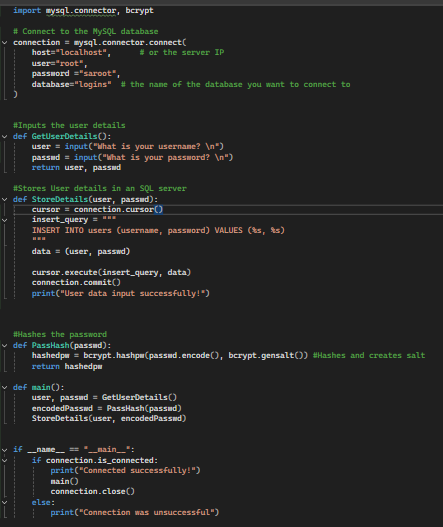 import mysql.connector, bcrypt
# Connect to the MySQL database
connection = mysql.connector.connect(
host="localhost", # or the server IP
user="root",
password ="saroot",
database="logins" # the name of the database you want to connect to
)
#Inputs the user details
def GetUserDetails():
user = input("What is your username? \n")
passwd = input("What is your password? \n")
return user, passwd
#Stores User details in an SQL server
def StoreDetails(user, passwd):
cursor = connection.cursor()
insert_query = """
INSERT INTO users (username, password) VALUES (%s, %s)
"""
data = (user, passwd)
cursor.execute(insert_query, data)
connection.commit()
print("User data input successfully!")
#Hashes the password
def PassHash(passwd):
hashedpw = bcrypt.hashpw(passwd.encode(), bcrypt.gensalt()) #Hashes and creates salt
return hashedpw
def main():
user, passwd = GetUserDetails()
encodedPasswd = PassHash(passwd)
StoreDetails(user, encodedPasswd)
if __name__ == "__main__":
if connection.is_connected:
print("Connected successfully!")
main()
connection.close()
else:
print("Connection was unsuccessful")